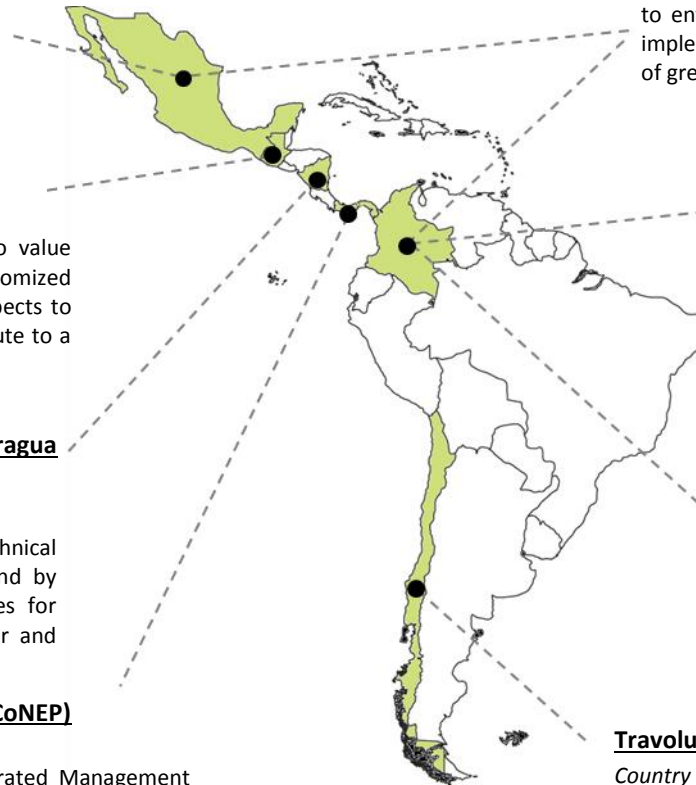 to en
imple
of gre
o value
omized
pects to
ute to a
ragua
hnical
nd by
es for
r and
CoNEP)
rated Management
Travolu
Country